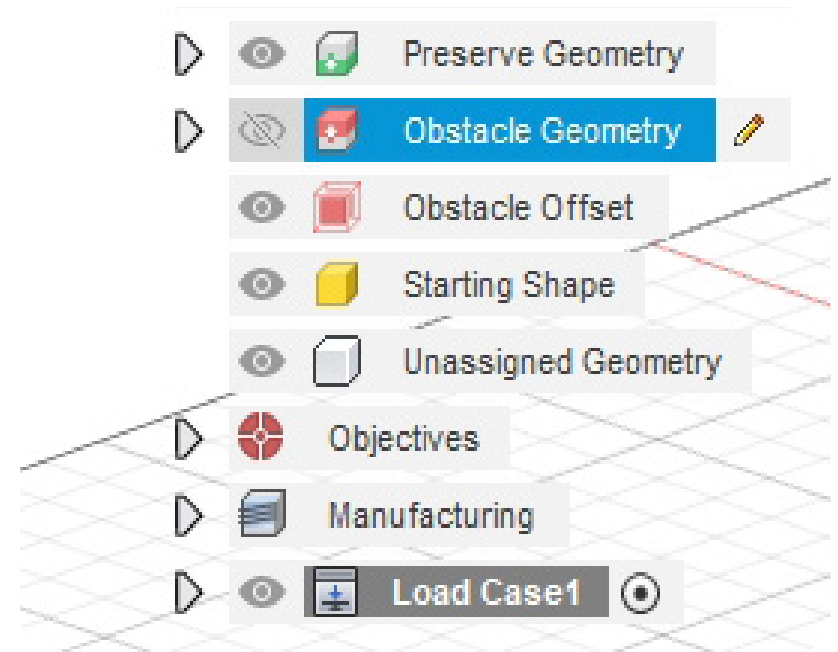 Preserve Geometry
Obstacle Geometry
Obstacle Offset
Starting Shape
Unassigned Geometry
Objectives
Manufacturing
Load Case1